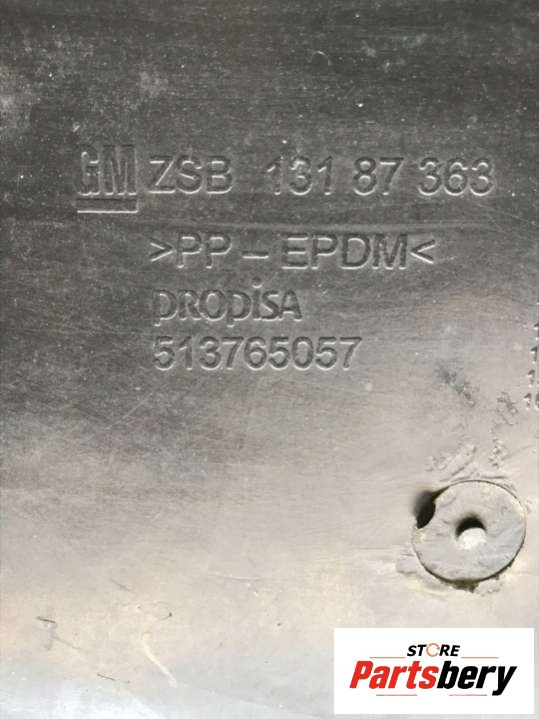 GM ZSB 131 87 363
>PP-EPDM<
propisa
513765057
STORE
Partsbery